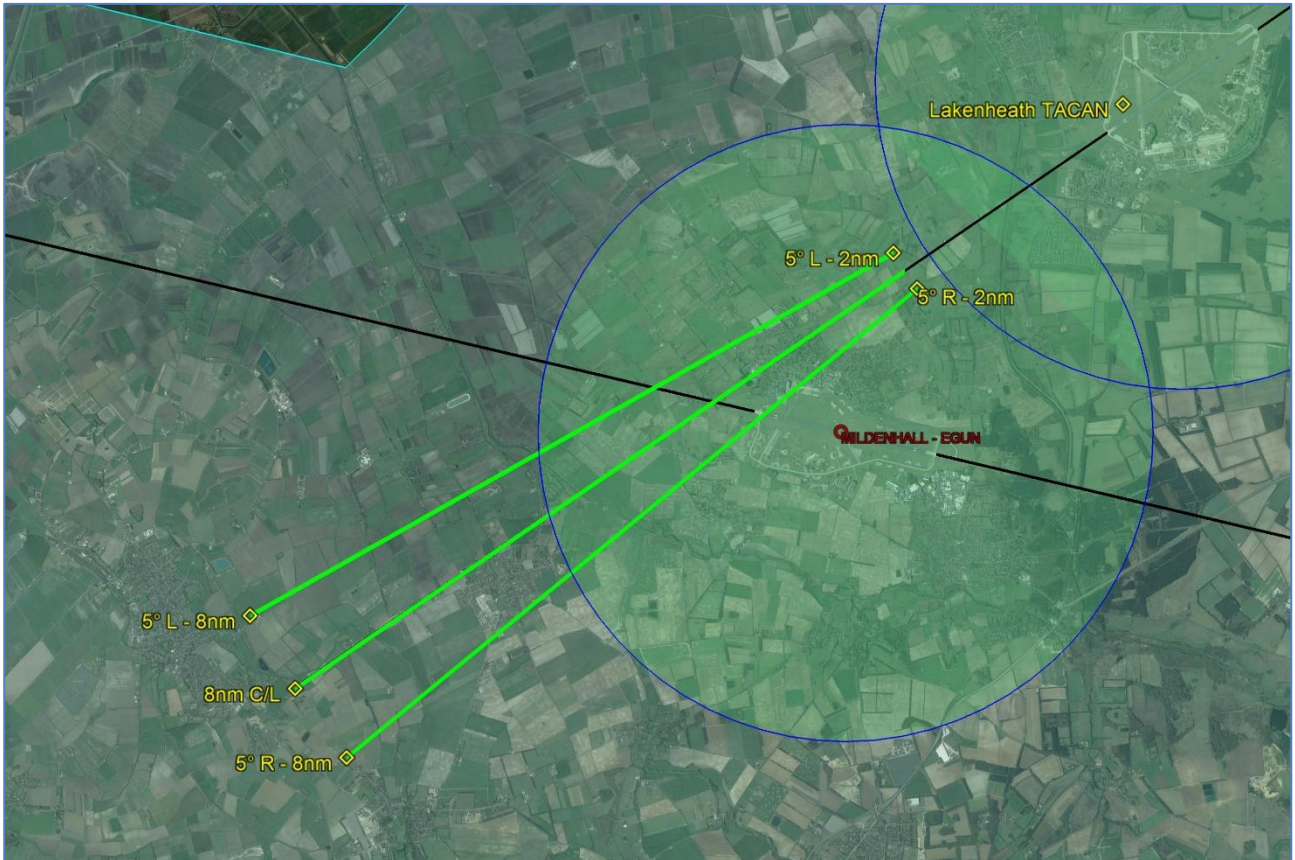 Lakenheath TACAN
5° L - 2nm
5° R - 2nm
MILDENHALL - EGUN
5° L - 8nm
8nm C/L
5° R - 8nm